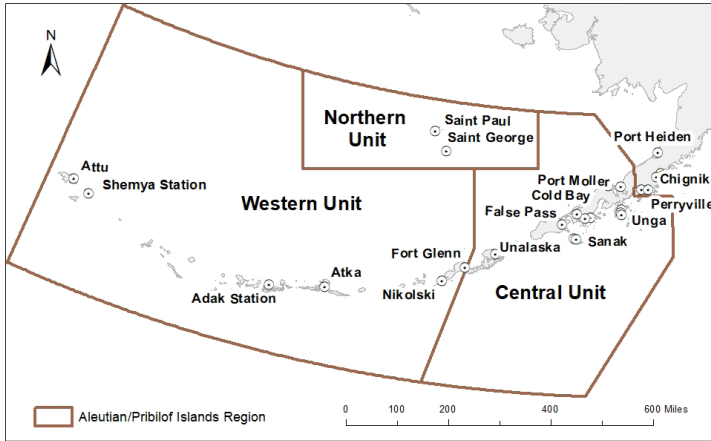 N
Northern
Unit
Saint Paul
Saint George
Port Heiden
Attu
Shemya Station
Western Unit
Port Moller
Chignik
Cold Bay
Perryville
False Pass
Unga
Sanak
Fort Glenn
Unalaska
Atka
Adak Station
Nikolski
Central Unit
Aleutian/Pribilof Islands Region
0 200 400 600 Miles